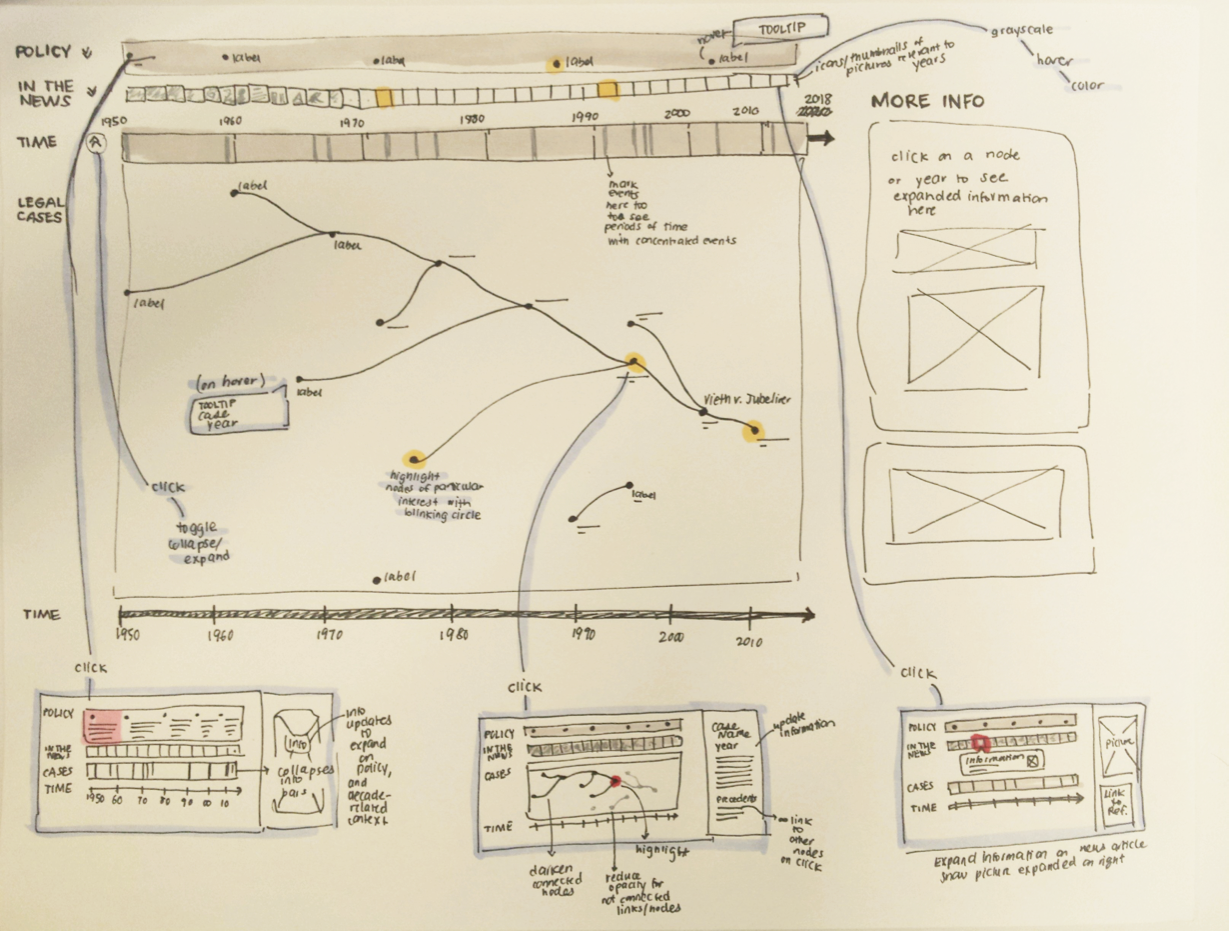 POLICY
label
label
label
label
hover
TOOLTIP
icons/thumbnails of
pictures relevant to
years
grayscale
hover
color
IN THE
NEWS
1950
1960
1970
1980
1990
2000
2010
2018
TIME
MORE INFO
click on a node
or year to see
expanded information
here
mark
events
here too
too see
periods of time
with concentrated events
LEGAL
CASES
label
label
label
label
(on hover)
TOOLTIP
case
year
Vieth v. Jubelirer
highlight
nodes of particular
interest with
blinking circle
label
click
toggle
collapse/
expand
label
TIME
1950
1960
1970
1980
1990
2000
2010
click
click
click
POLICY
IN THE
NEWS
CASES
TIME
1950 60 70 80 90 00 10
Info
collapses
into
bars
info
updates
to
expand
on
policy,
and
decade-
related
context
POLICY
IN THE
NEWS
CASES
TIME
case
Name
year
Precedents
update
information
link
to
other
nodes
on click
darken
connected
nodes
reduce
opacity for
not connected
links/nodes
highlight
POLICY
IN THE
NEWS
Information
CASES
TIME
picture
Link
to
Ref.
Expand Information on news article
show picture expanded on right